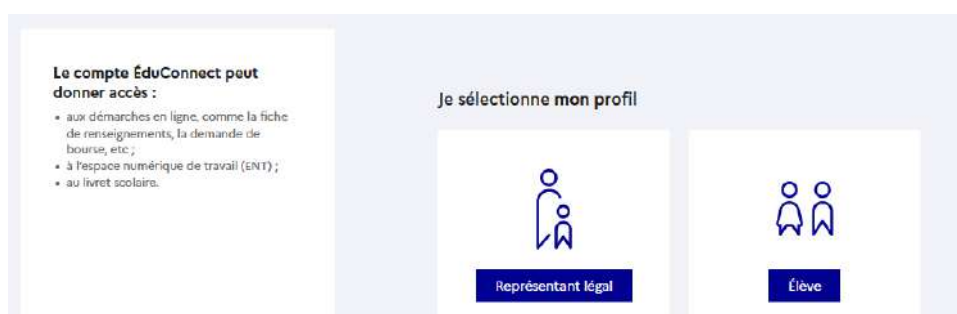 Le compte ÉduConnect peut
donner accès :
• aux démarches en ligne, comme la fiche
de renseignements, la demande de
bourse, etc ;
• à l'espace numérique de travail (ENT) ;
• au livret scolaire.
Je sélectionne mon profil
Représentant légal
Élève